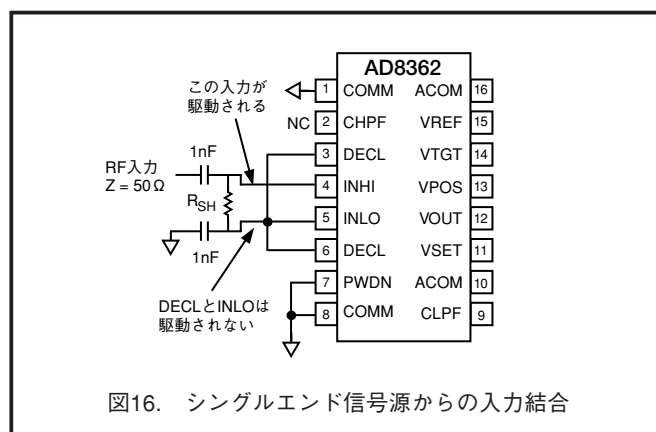 AD8362
この入力が
駆動される
1 COMM ACOM 16
NC 2 CHPF VREF 15
1nF
3 DECL VTGT 14
RF入力
Z = 50Ω
4 INHI VPOS 13
RSH
5 INLO VOUT 12
1nF
6 DECL VSET 11
7 PWDN ACOM 10
DECLとINLOは
駆動されない
8 COMM CLPF 9
図16. シングルエンド信号源からの入力結合